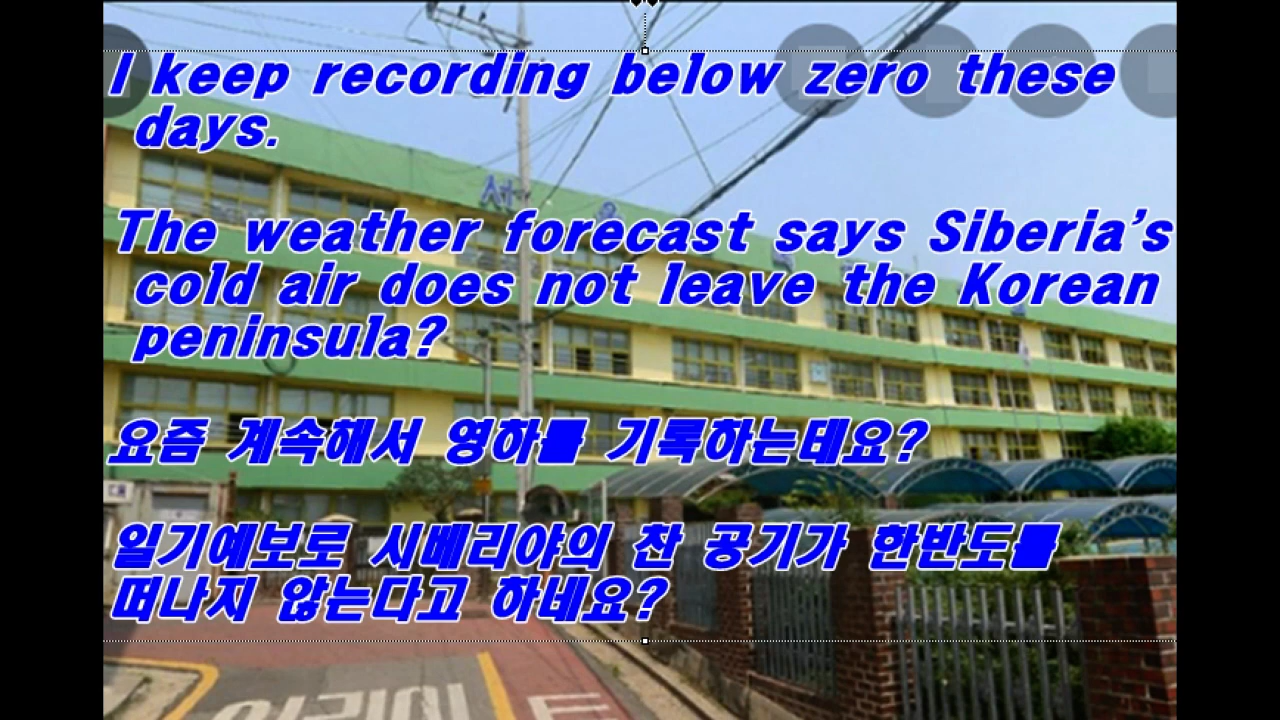 I keep recording below zero these
days.
The weather forecast says Siberia's
cold air does not leave the Korean
peninsula?
요즘 계속해서 영하를 기록하는데요?
일기예보로 시베리야의 찬 공기가 한반도를
떠나지 않는다고 하네요?